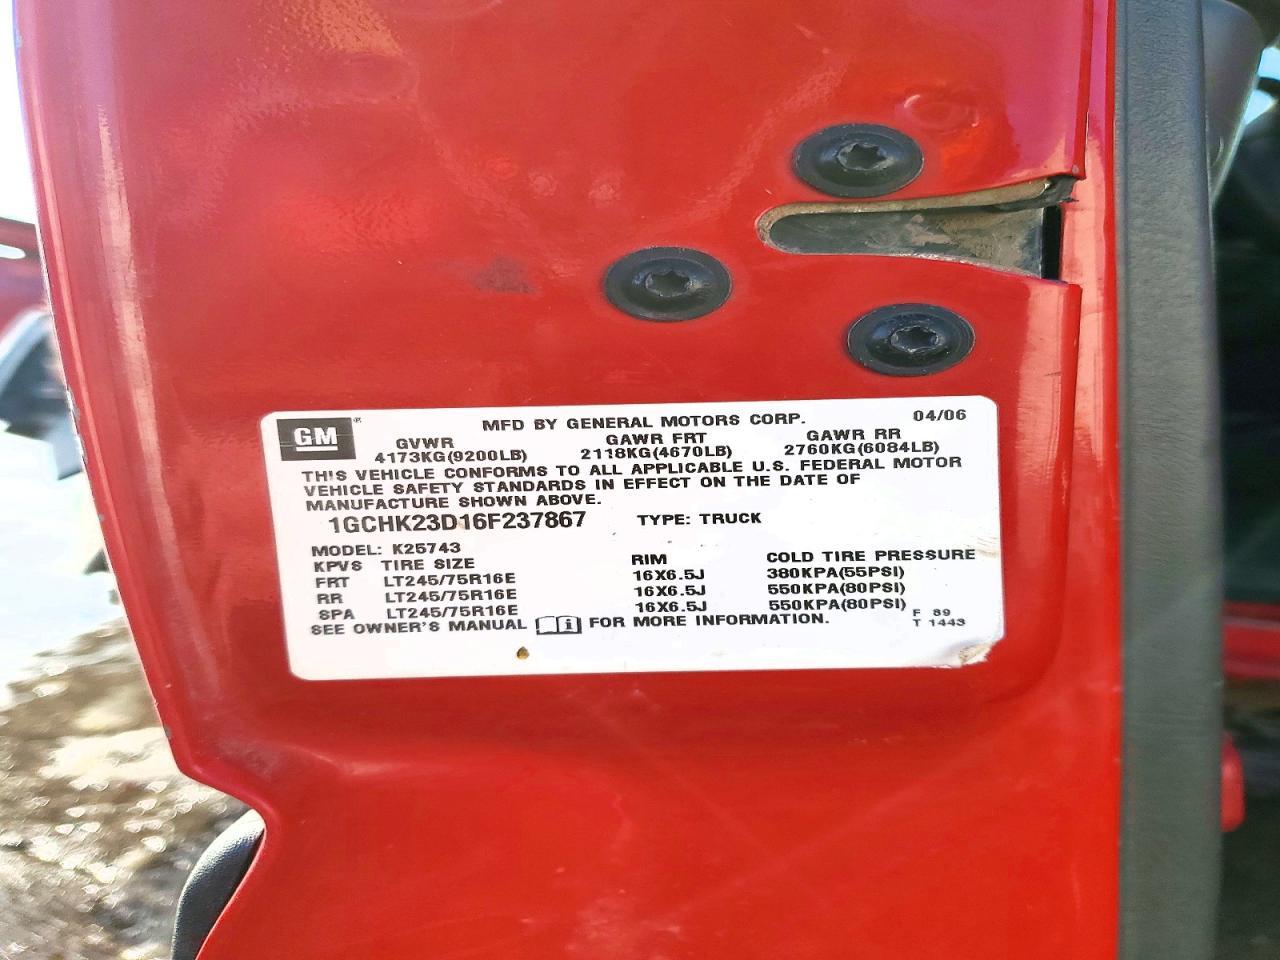 GM®
MFD BY GENERAL MOTORS CORP. 04/06
GVWR GAWR FRT GAWR RR
4173KG(9200LB) 2118KG(4670LB) 2760KG(6084LB)
THIS VEHICLE CONFORMS TO ALL APPLICABLE U.S. FEDERAL MOTOR
VEHICLE SAFETY STANDARDS IN EFFECT ON THE DATE OF
MANUFACTURE SHOWN ABOVE.
1GCHK23D16F237867 TYPE: TRUCK
MODEL: K25743
KPVS TIRE SIZE RIM COLD TIRE PRESSURE
FRT LT245/75R16E 16X6.5J 380KPA(55PSI)
RR LT245/75R16E 16X6.5J 550KPA(80PSI)
SPA LT245/75R16E 16X6.5J 550KPA(80PSI)
SEE OWNER'S MANUAL i FOR MORE INFORMATION.
F 89
T 1443